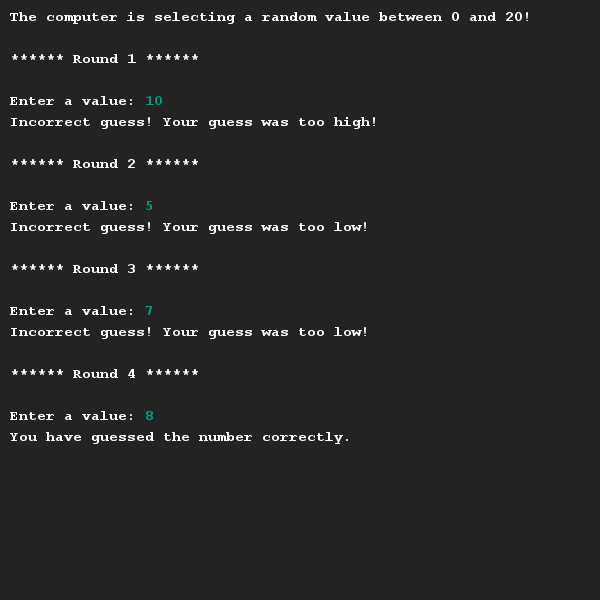 The computer is selecting a random value between 0 and 20!
****** Round 1 ******
Enter a value: 10
Incorrect guess! Your guess was too high!
****** Round 2 ******
Enter a value: 5
Incorrect guess! Your guess was too low!
****** Round 3 ******
Enter a value: 7
Incorrect guess! Your guess was too low!
****** Round 4 ******
Enter a value: 8
You have guessed the number correctly.